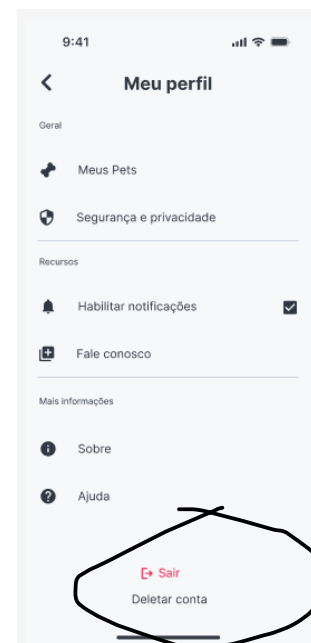 9:41
Meu perfil
Geral
Meus Pets
Segurança e privacidade
Recursos
Habilitar notificações
Fale conosco
Mais informações
Sobre
Ajuda
Sair
Deletar conta